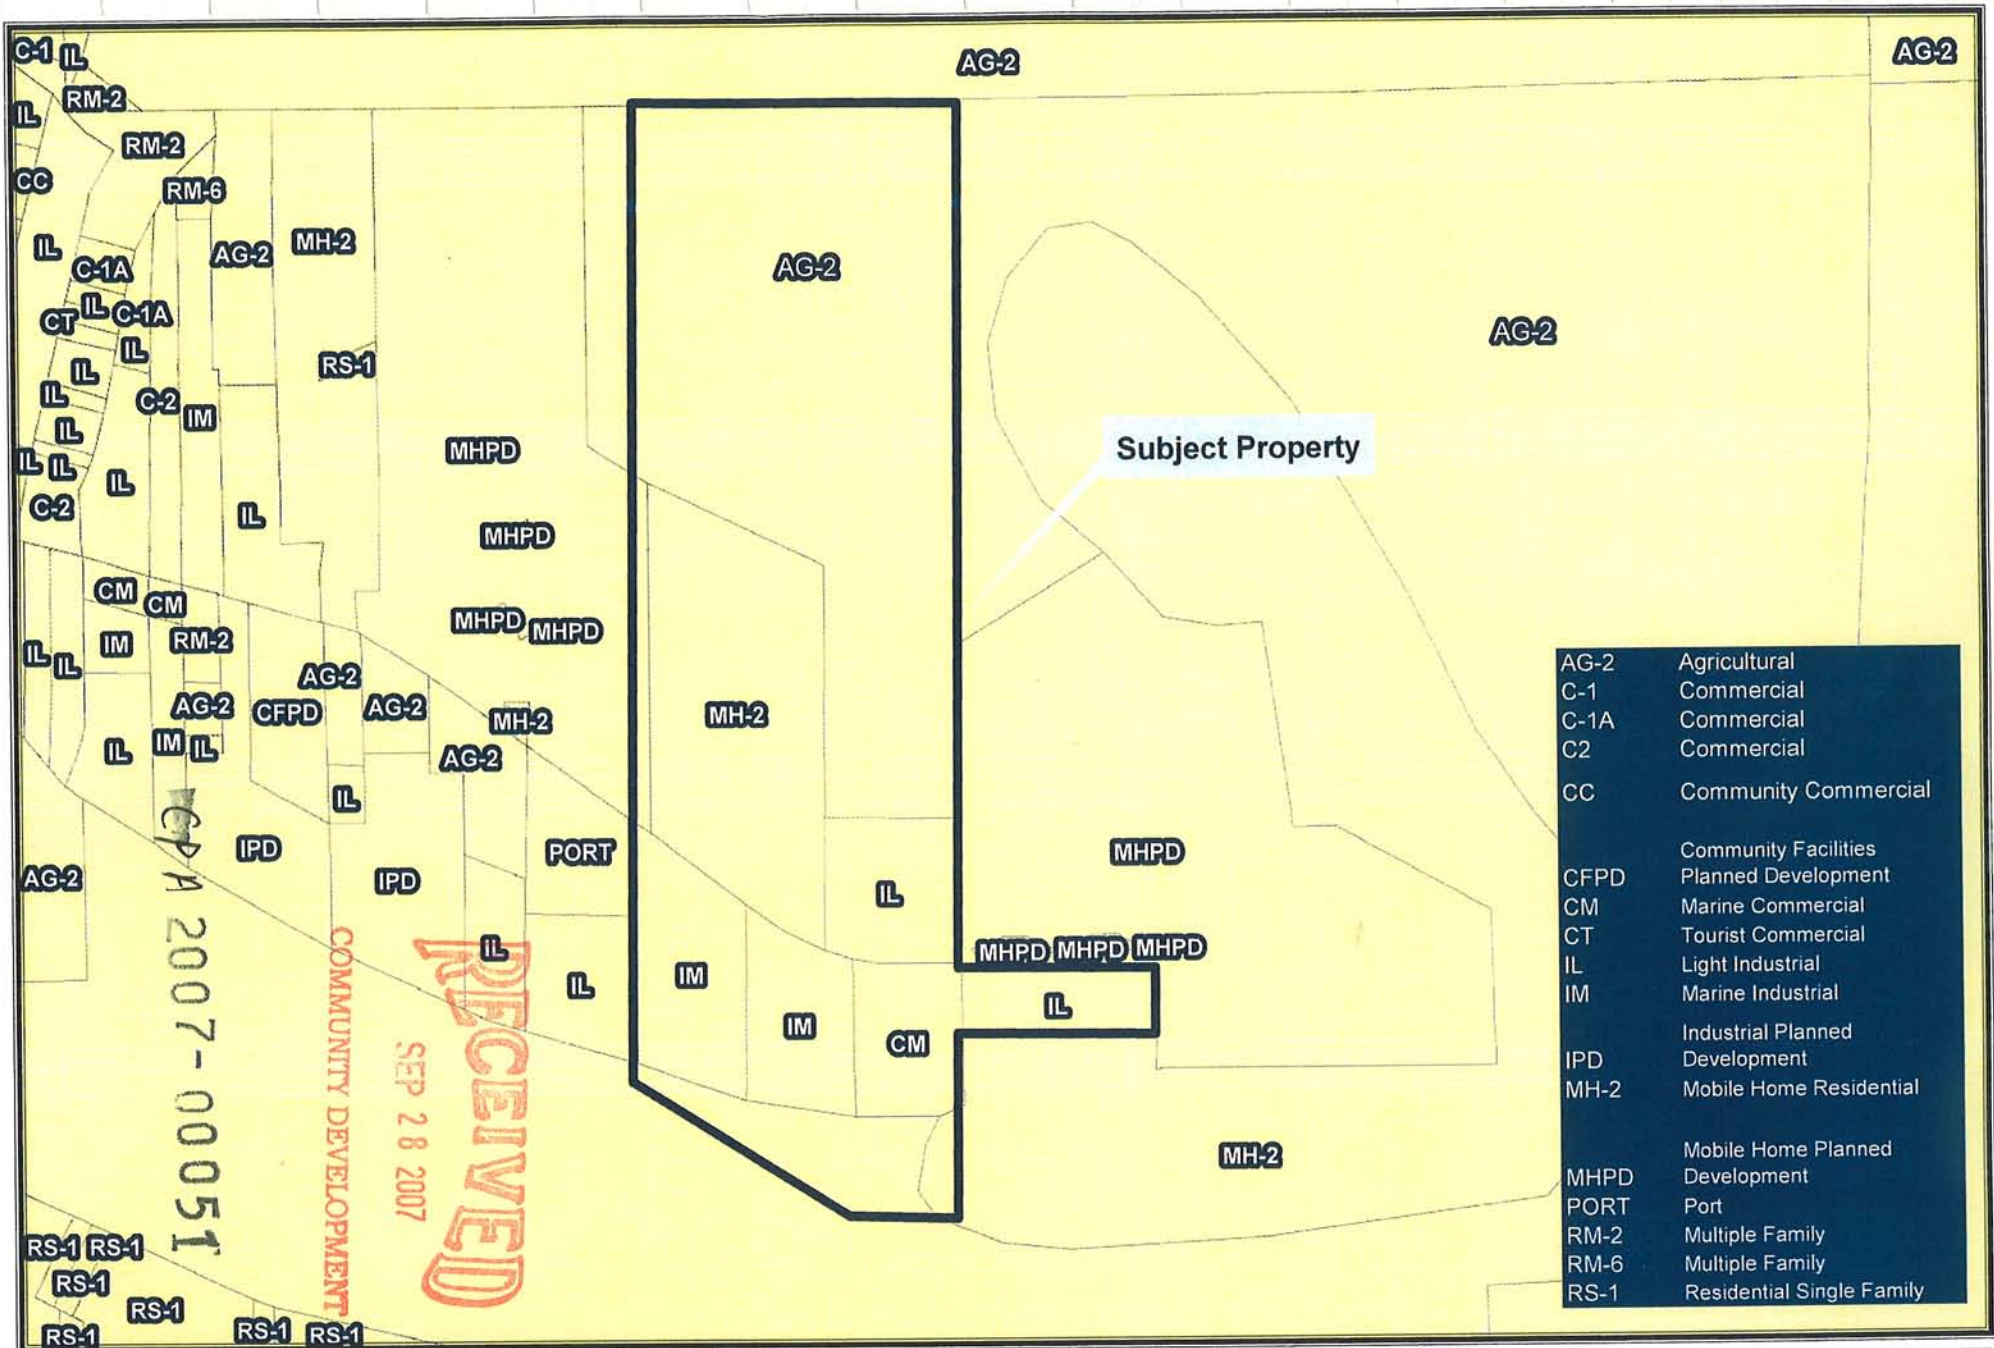 AG-2
AG-2
C-1 IL
RM-2
IL
RM-2
CC
RM-6
IL
AG-2
MH-2
C-1A
AG-2
IL
C-1A
CT
AG-2
IL
RS-1
IL
IL
C-2
IM
IL
MHPD
Subject Property
IL
IL
IL
C-2
IL
MHPD
CM
CM
MHPD
MHPD
IM
RM-2
IL
IL
AG-2
AG-2
CFPD
AG-2
MH-2
MH-2
IL
IM
IL
AG-2
IL
IPD
PORT
MHPD
AG-2
IPD
IL
IL
MHPD
MHPD
MHPD
IL
IM
IL
IM
CM
MH-2
RS-1
RS-1
RS-1
RS-1
RS-1
RS-1
RS-1
CPA 2007-00051
COMMUNITY DEVELOPMENT
SEP 28 2007
RECEIVED
AG-2 Agricultural
C-1 Commercial
C-1A Commercial
C2 Commercial
CC Community Commercial
Community Facilities
CFPD Planned Development
CM Marine Commercial
CT Tourist Commercial
IL Light Industrial
IM Marine Industrial
Industrial Planned
IPD Development
MH-2 Mobile Home Residential
Mobile Home Planned
MHPD Development
PORT Port
RM-2 Multiple Family
RM-6 Multiple Family
RS-1 Residential Single Family